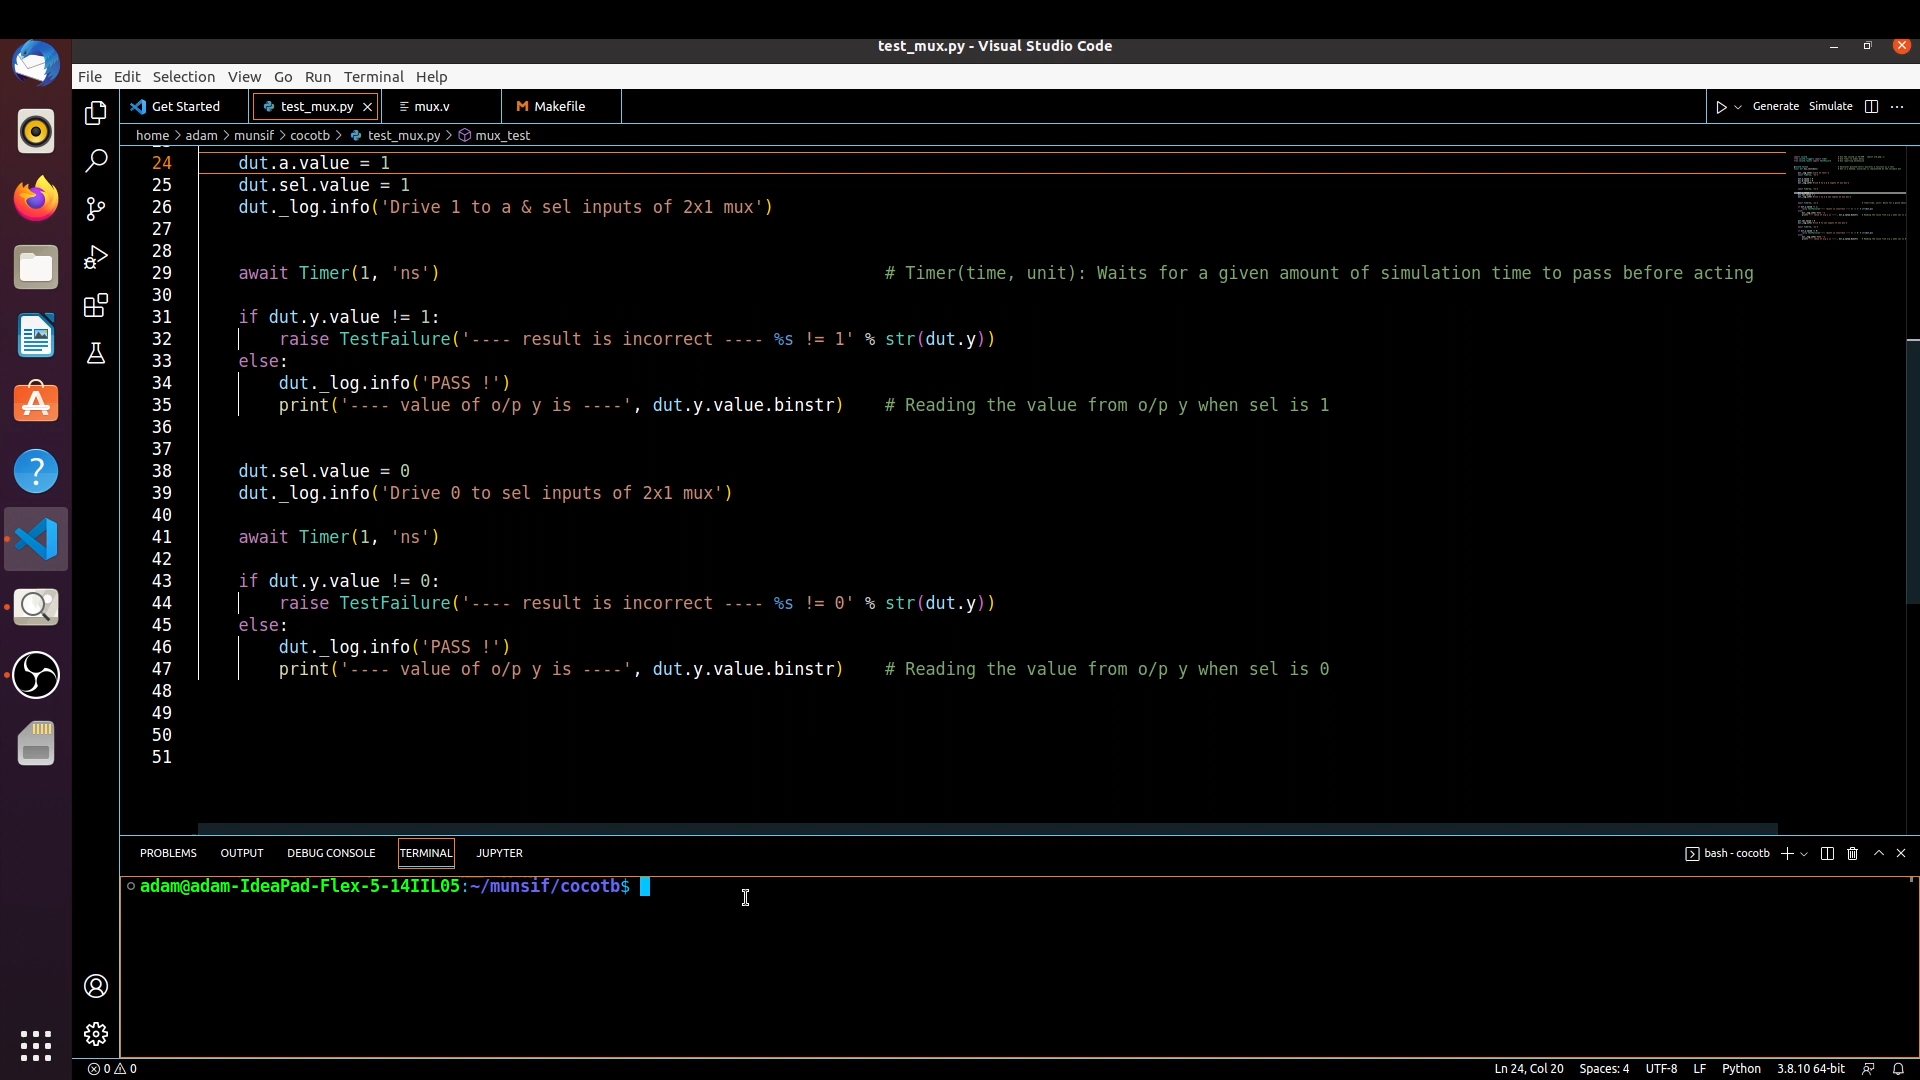 test_mux.py - Visual Studio Code
File Edit Selection View Go Run Terminal Help
Get Started test_mux.py mux.v Makefile Generate Simulate
home > adam > munsif > cocotb > test_mux.py > mux_test
24 dut.a.value = 1
25 dut.sel.value = 1
26 dut._log.info('Drive 1 to a & sel inputs of 2x1 mux')
27
28
29 await Timer(1, 'ns') # Timer(time, unit): Waits for a given amount of simulation time to pass before acting
30
31 if dut.y.value != 1:
32 raise TestFailure('---- result is incorrect ---- %s != 1' % str(dut.y))
33 else:
34 dut._log.info('PASS !')
35 print('---- value of o/p y is ----', dut.y.value.binstr) # Reading the value from o/p y when sel is 1
36
37
38 dut.sel.value = 0
39 dut._log.info('Drive 0 to sel inputs of 2x1 mux')
40
41 await Timer(1, 'ns')
42
43 if dut.y.value != 0:
44 raise TestFailure('---- result is incorrect ---- %s != 0' % str(dut.y))
45 else:
46 dut._log.info('PASS !')
47 print('---- value of o/p y is ----', dut.y.value.binstr) # Reading the value from o/p y when sel is 0
48
49
50
51
PROBLEMS OUTPUT DEBUG CONSOLE TERMINAL JUPYTER bash - cocotb
adam@adam-IdeaPad-Flex-5-14IIL05:~/munsif/cocotb$
0 0 Ln 24, Col 20 Spaces: 4 UTF-8 LF Python 3.8.10 64-bit